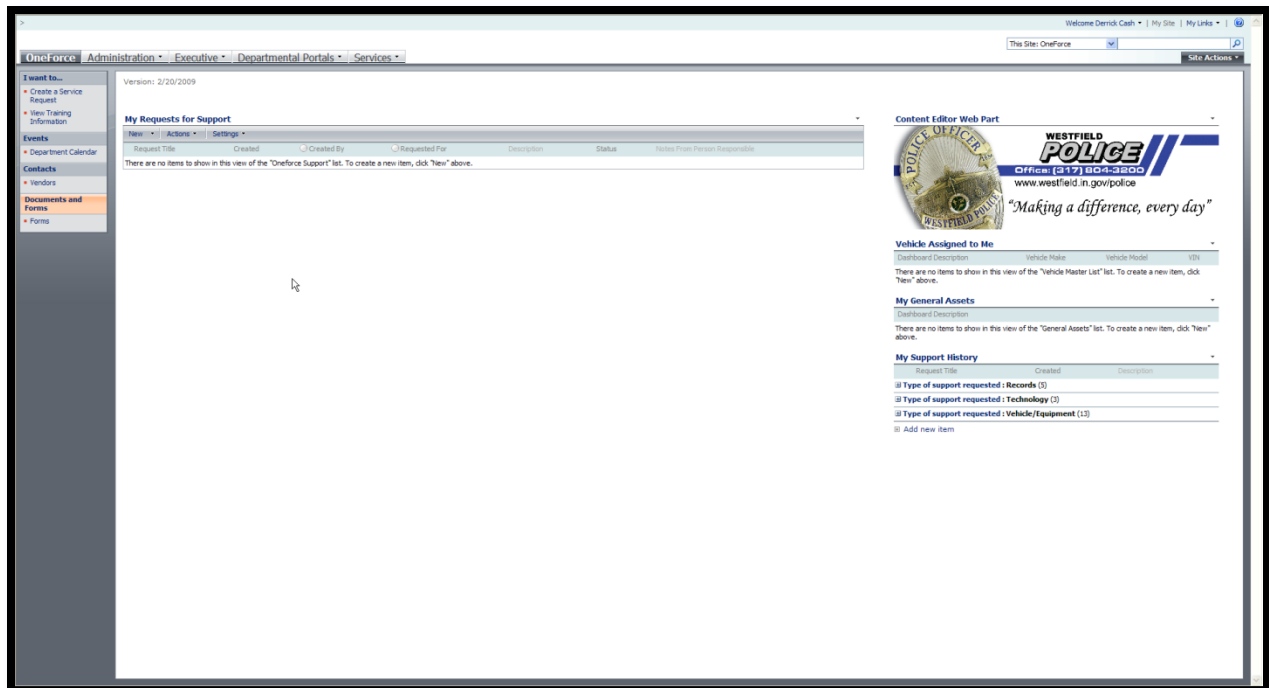 >
Welcome Derrick Cash | My Site | My Links |
This Site: OneForce
OneForce Administration Executive Departmental Portals Services
Site Actions
I want to...
Create a Service
Request
View Training
Information
Events
Department Calendar
Contacts
Vendors
Documents and
Forms
Forms
Version: 2/20/2009
My Requests for Support
New Actions Settings
Request Title Created Created By Requested For Description Status Notes From Person Responsible
There are no items to show in this view of the "Oneforce Support" list. To create a new item, click "New" above.
Content Editor Web Part
POLICE OFFICER
WESTFIELD POLICE
WESTFIELD
POLICE
Office: (317) 804-3200
www.westfield.in.gov/police
"Making a difference, every day"
Vehicle Assigned to Me
Dashboard Description Vehicle Make Vehicle Model VIN
There are no items to show in this view of the "Vehicle Master List" list. To create a new item, click
"New" above.
My General Assets
Dashboard Description
There are no items to show in this view of the "General Assets" list. To create a new item, click "New"
above.
My Support History
Request Title Created Description
Type of support requested : Records (5)
Type of support requested : Technology (3)
Type of support requested : Vehicle/Equipment (13)
Add new item